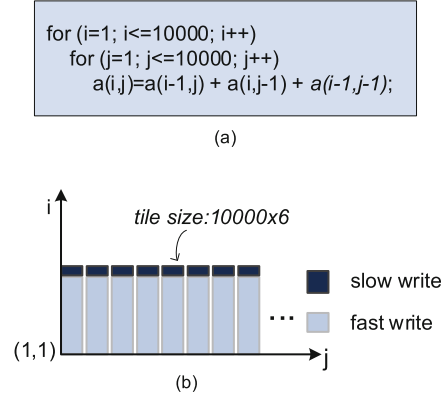 for (i=1; i<=10000; i++)
for (j=1; j<=10000; j++)
a(i,j)=a(i-1,j) + a(i,j-1) + a(i-1,j-1);
(a)
i
tile size:10000x6
slow write
...
fast write
(1,1)
j
(b)